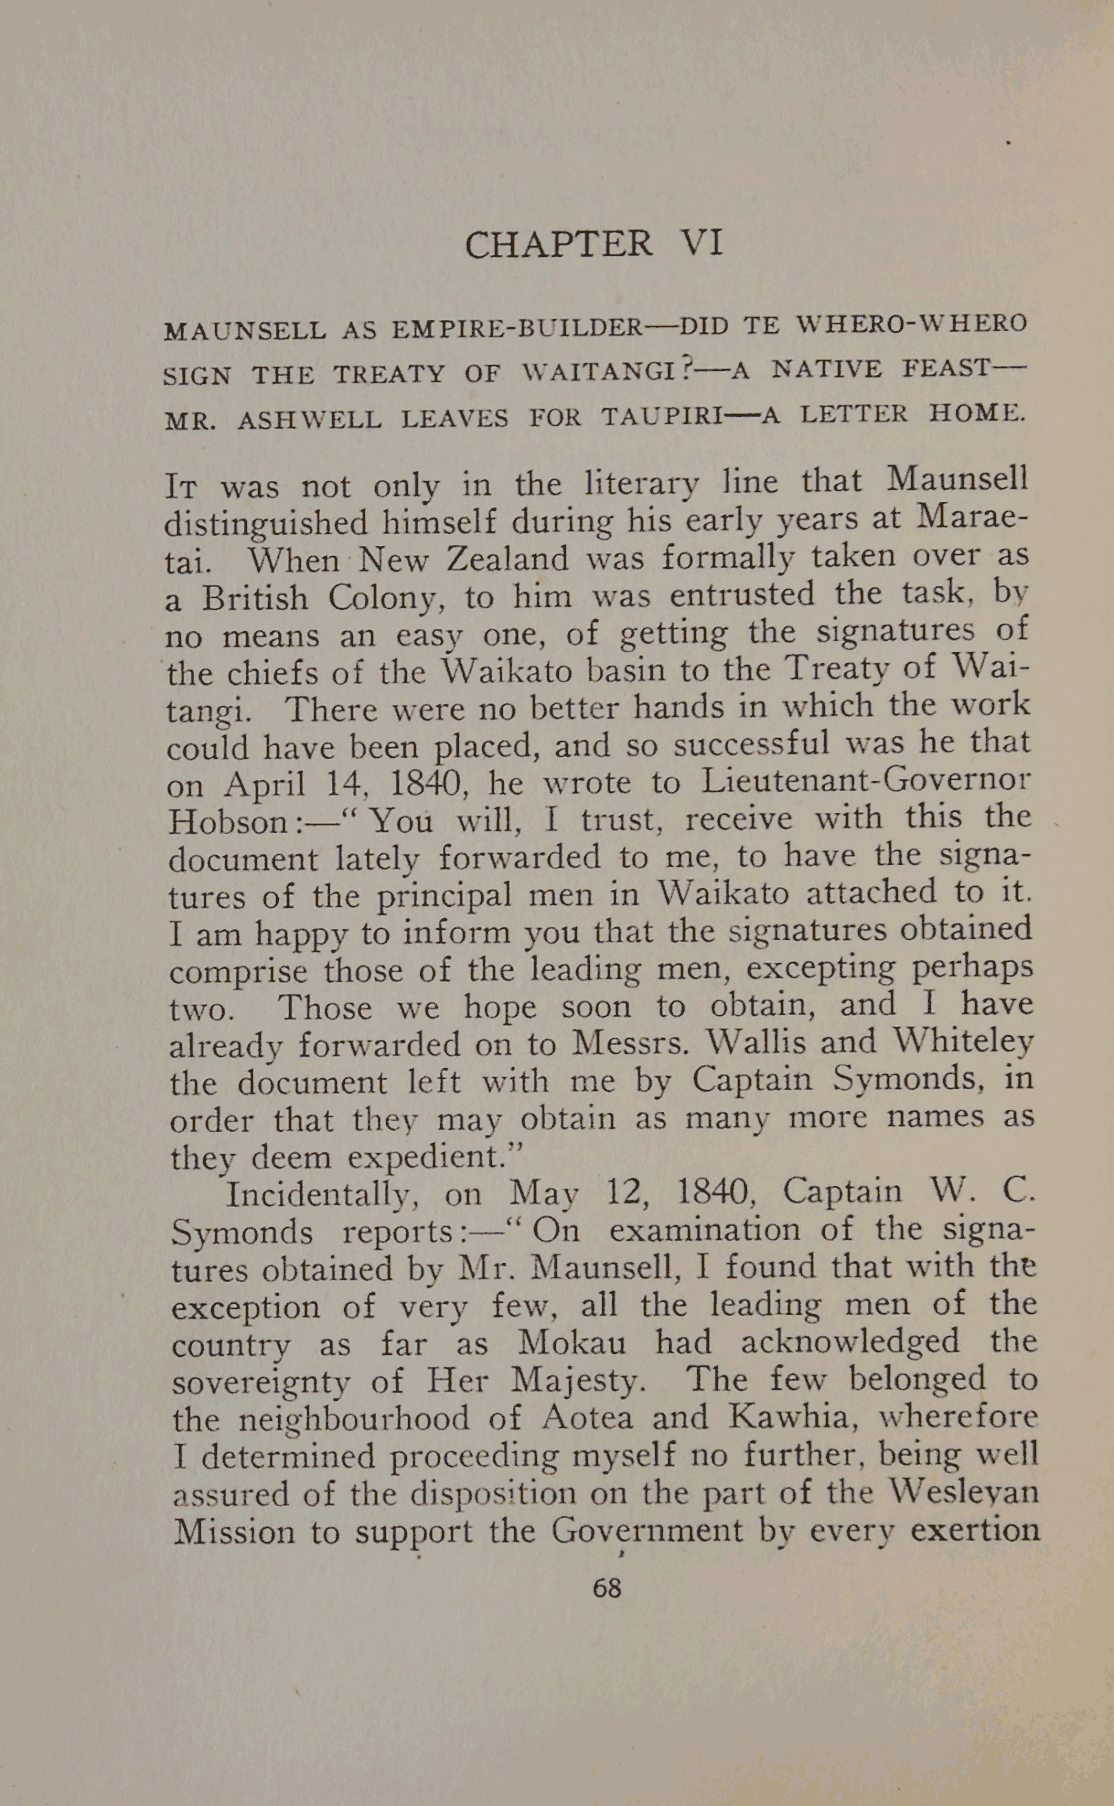 CHAPTER VI
MAUNSELL AS EMPIRE-BUILDER—DID TE WHERO-WHERO
SIGN THE TREATY OF WAITANGI?—A NATIVE FEAST—
MR. ASHWELL LEAVES FOR TAUPIRI—A LETTER HOME.
IT was not only in the literary line that Maunsell
distinguished himself during his early years at Marae-
tai. When New Zealand was formally taken over as
a British Colony, to him was entrusted the task, by
no means an easy one, of getting the signatures of
the chiefs of the Waikato basin to the Treaty of Wai-
tangi. There were no better hands in which the work
could have been placed, and so successful was he that
on April 14, 1840, he wrote to Lieutenant-Governor
Hobson:—“ You will, I trust, receive with this the
document lately forwarded to me, to have the signa-
tures of the principal men in Waikato attached to it.
I am happy to inform you that the signatures obtained
comprise those of the leading men, excepting perhaps
two. Those we hope soon to obtain, and I have
already forwarded on to Messrs. Wallis and Whiteley
the document left with me by Captain Symonds, in
order that they may obtain as many more names as
they deem expedient.”
Incidentally, on May 12, 1840, Captain W. C.
Symonds reports:—“ On examination of the signa-
tures obtained by Mr. Maunsell, I found that with the
exception of very few, all the leading men of the
country as far as Mokau had acknowledged the
sovereignty of Her Majesty. The few belonged to
the neighbourhood of Aotea and Kawhia, wherefore
I determined proceeding myself no further, being well
assured of the disposition on the part of the Wesleyan
Mission to support the Government by every exertion
68